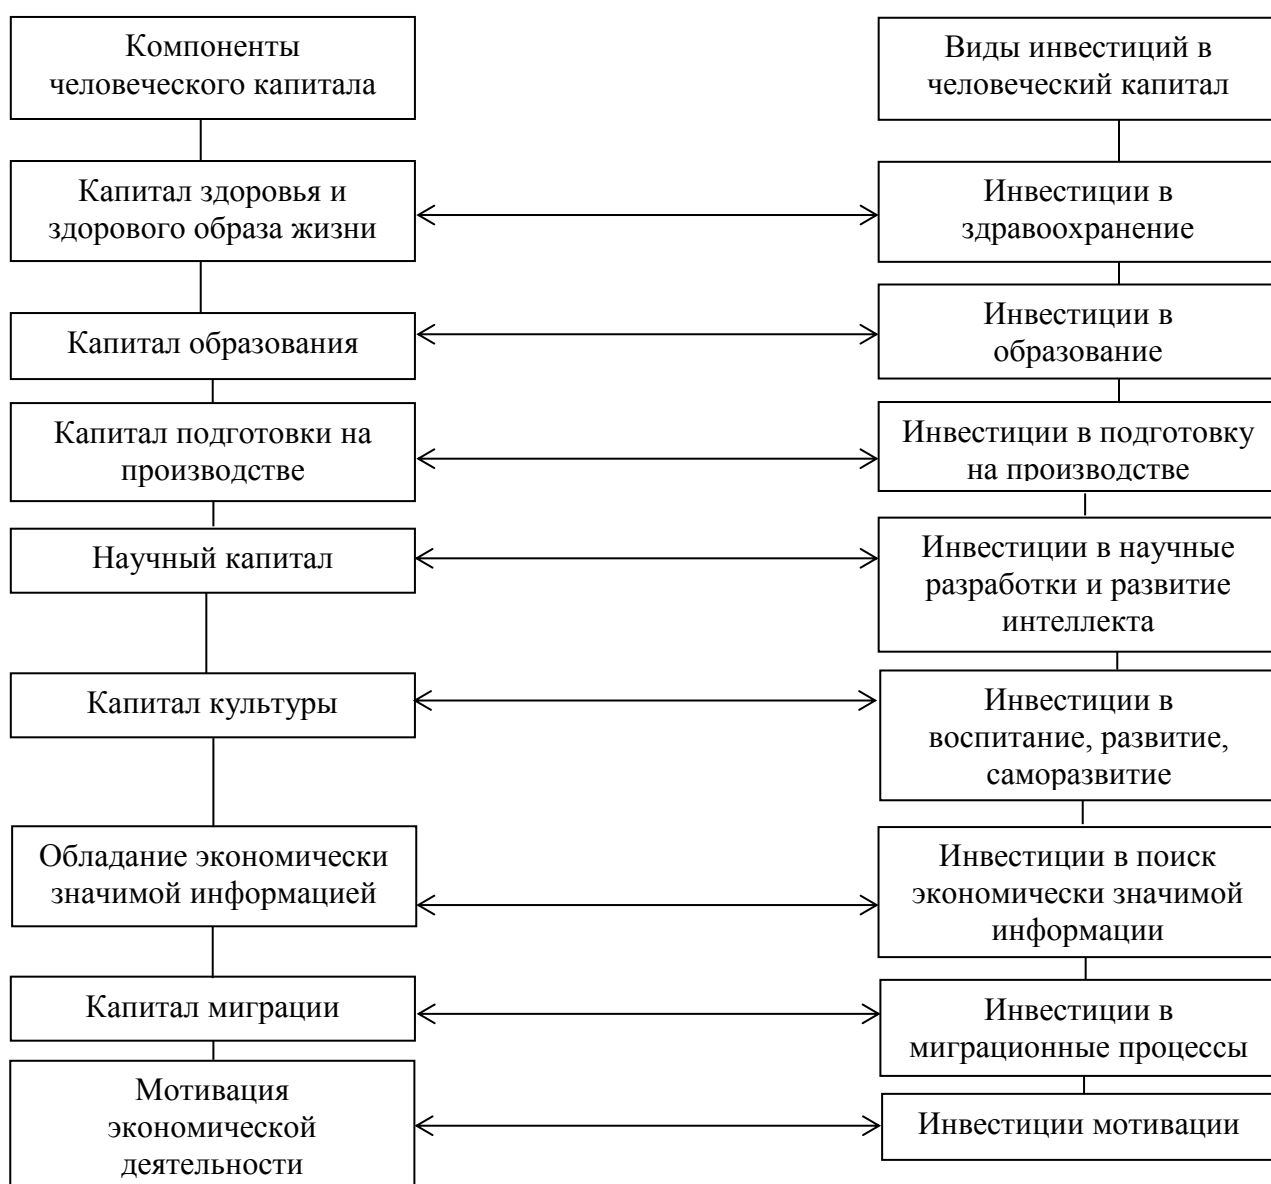 Компоненты
человеческого капитала
Виды инвестиций в
человеческий капитал
Капитал здоровья и
здорового образа жизни
Инвестиции в
здравоохранение
Капитал образования
Инвестиции в
образование
Капитал подготовки на
производстве
Инвестиции в подготовку
на производстве
Научный капитал
Инвестиции в научные
разработки и развитие
интеллекта
Капитал культуры
Инвестиции в
воспитание, развитие,
саморазвитие
Обладание экономически
значимой информацией
Инвестиции в поиск
экономически значимой
информации
Капитал миграции
Инвестиции в
миграционные процессы
Мотивация
экономической
деятельности
Инвестиции мотивации